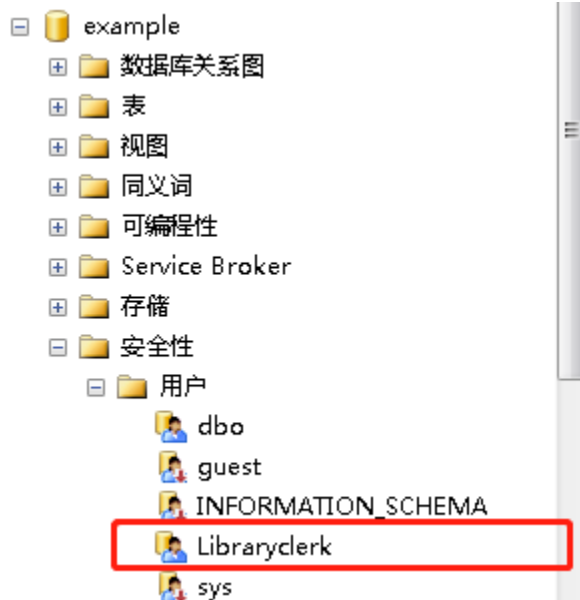 example
数据库关系图
表
视图
同义词
可编程性
Service Broker
存储
安全性
用户
dbo
guest
INFORMATION_SCHEMA
Libraryclerk
sys